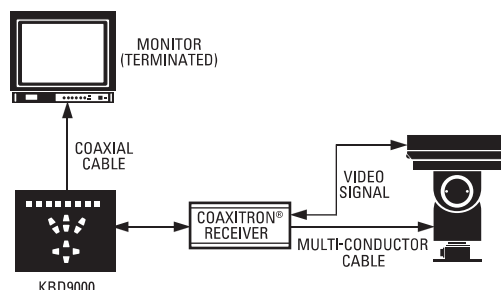 MONITOR
(TERMINATED)
COAXIAL
CABLE
VIDEO
SIGNAL
COAXITRON®
RECEIVER
MULTI-CONDUCTOR
CABLE
KBD9000